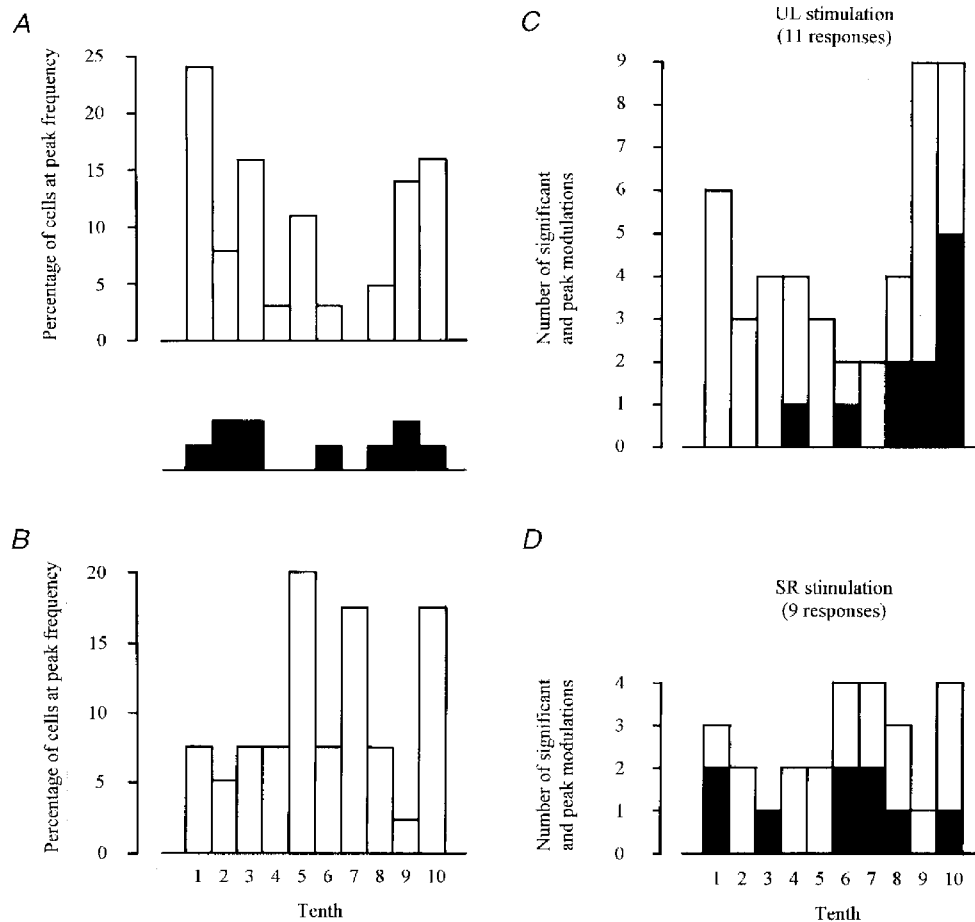 A
Percentage of cells at peak frequency
25
20
15
10
5
0
C
UL stimulation
(11 responses)
Number of significant
and peak modulations
9
8
7
6
5
4
3
2
1
0
B
Percentage of cells at peak frequency
20
15
10
5
0
1 2 3 4 5 6 7 8 9 10
Tenth
D
SR stimulation
(9 responses)
Number of significant
and peak modulations
4
3
2
1
0
1 2 3 4 5 6 7 8 9 10
Tenth